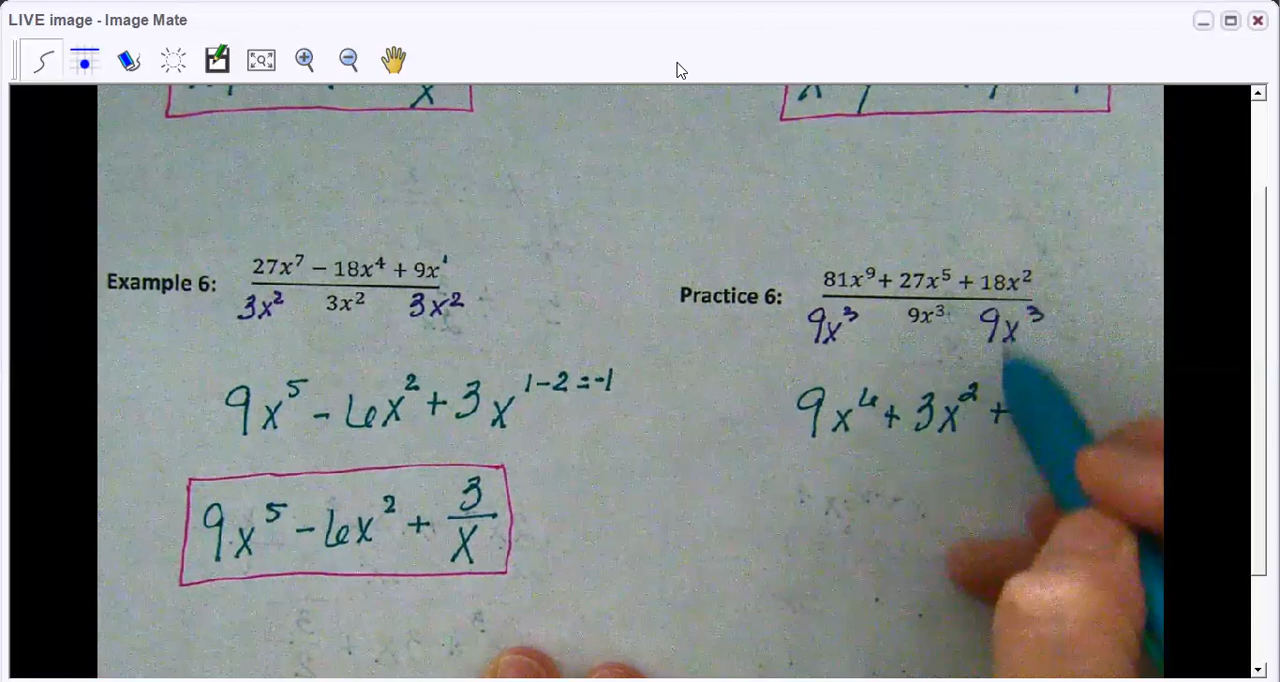 LIVE image - Image Mate
Example 6: 27x⁷ − 18x⁴ + 9x¹
3x² 3x² 3x²
9x⁵ - 6x² + 3x^1-2=-1
9x⁵ - 6x² + 3/x
Practice 6: 81x⁹ + 27x⁵ + 18x²
9x³ 9x³ 9x³
9x⁶ + 3x² +